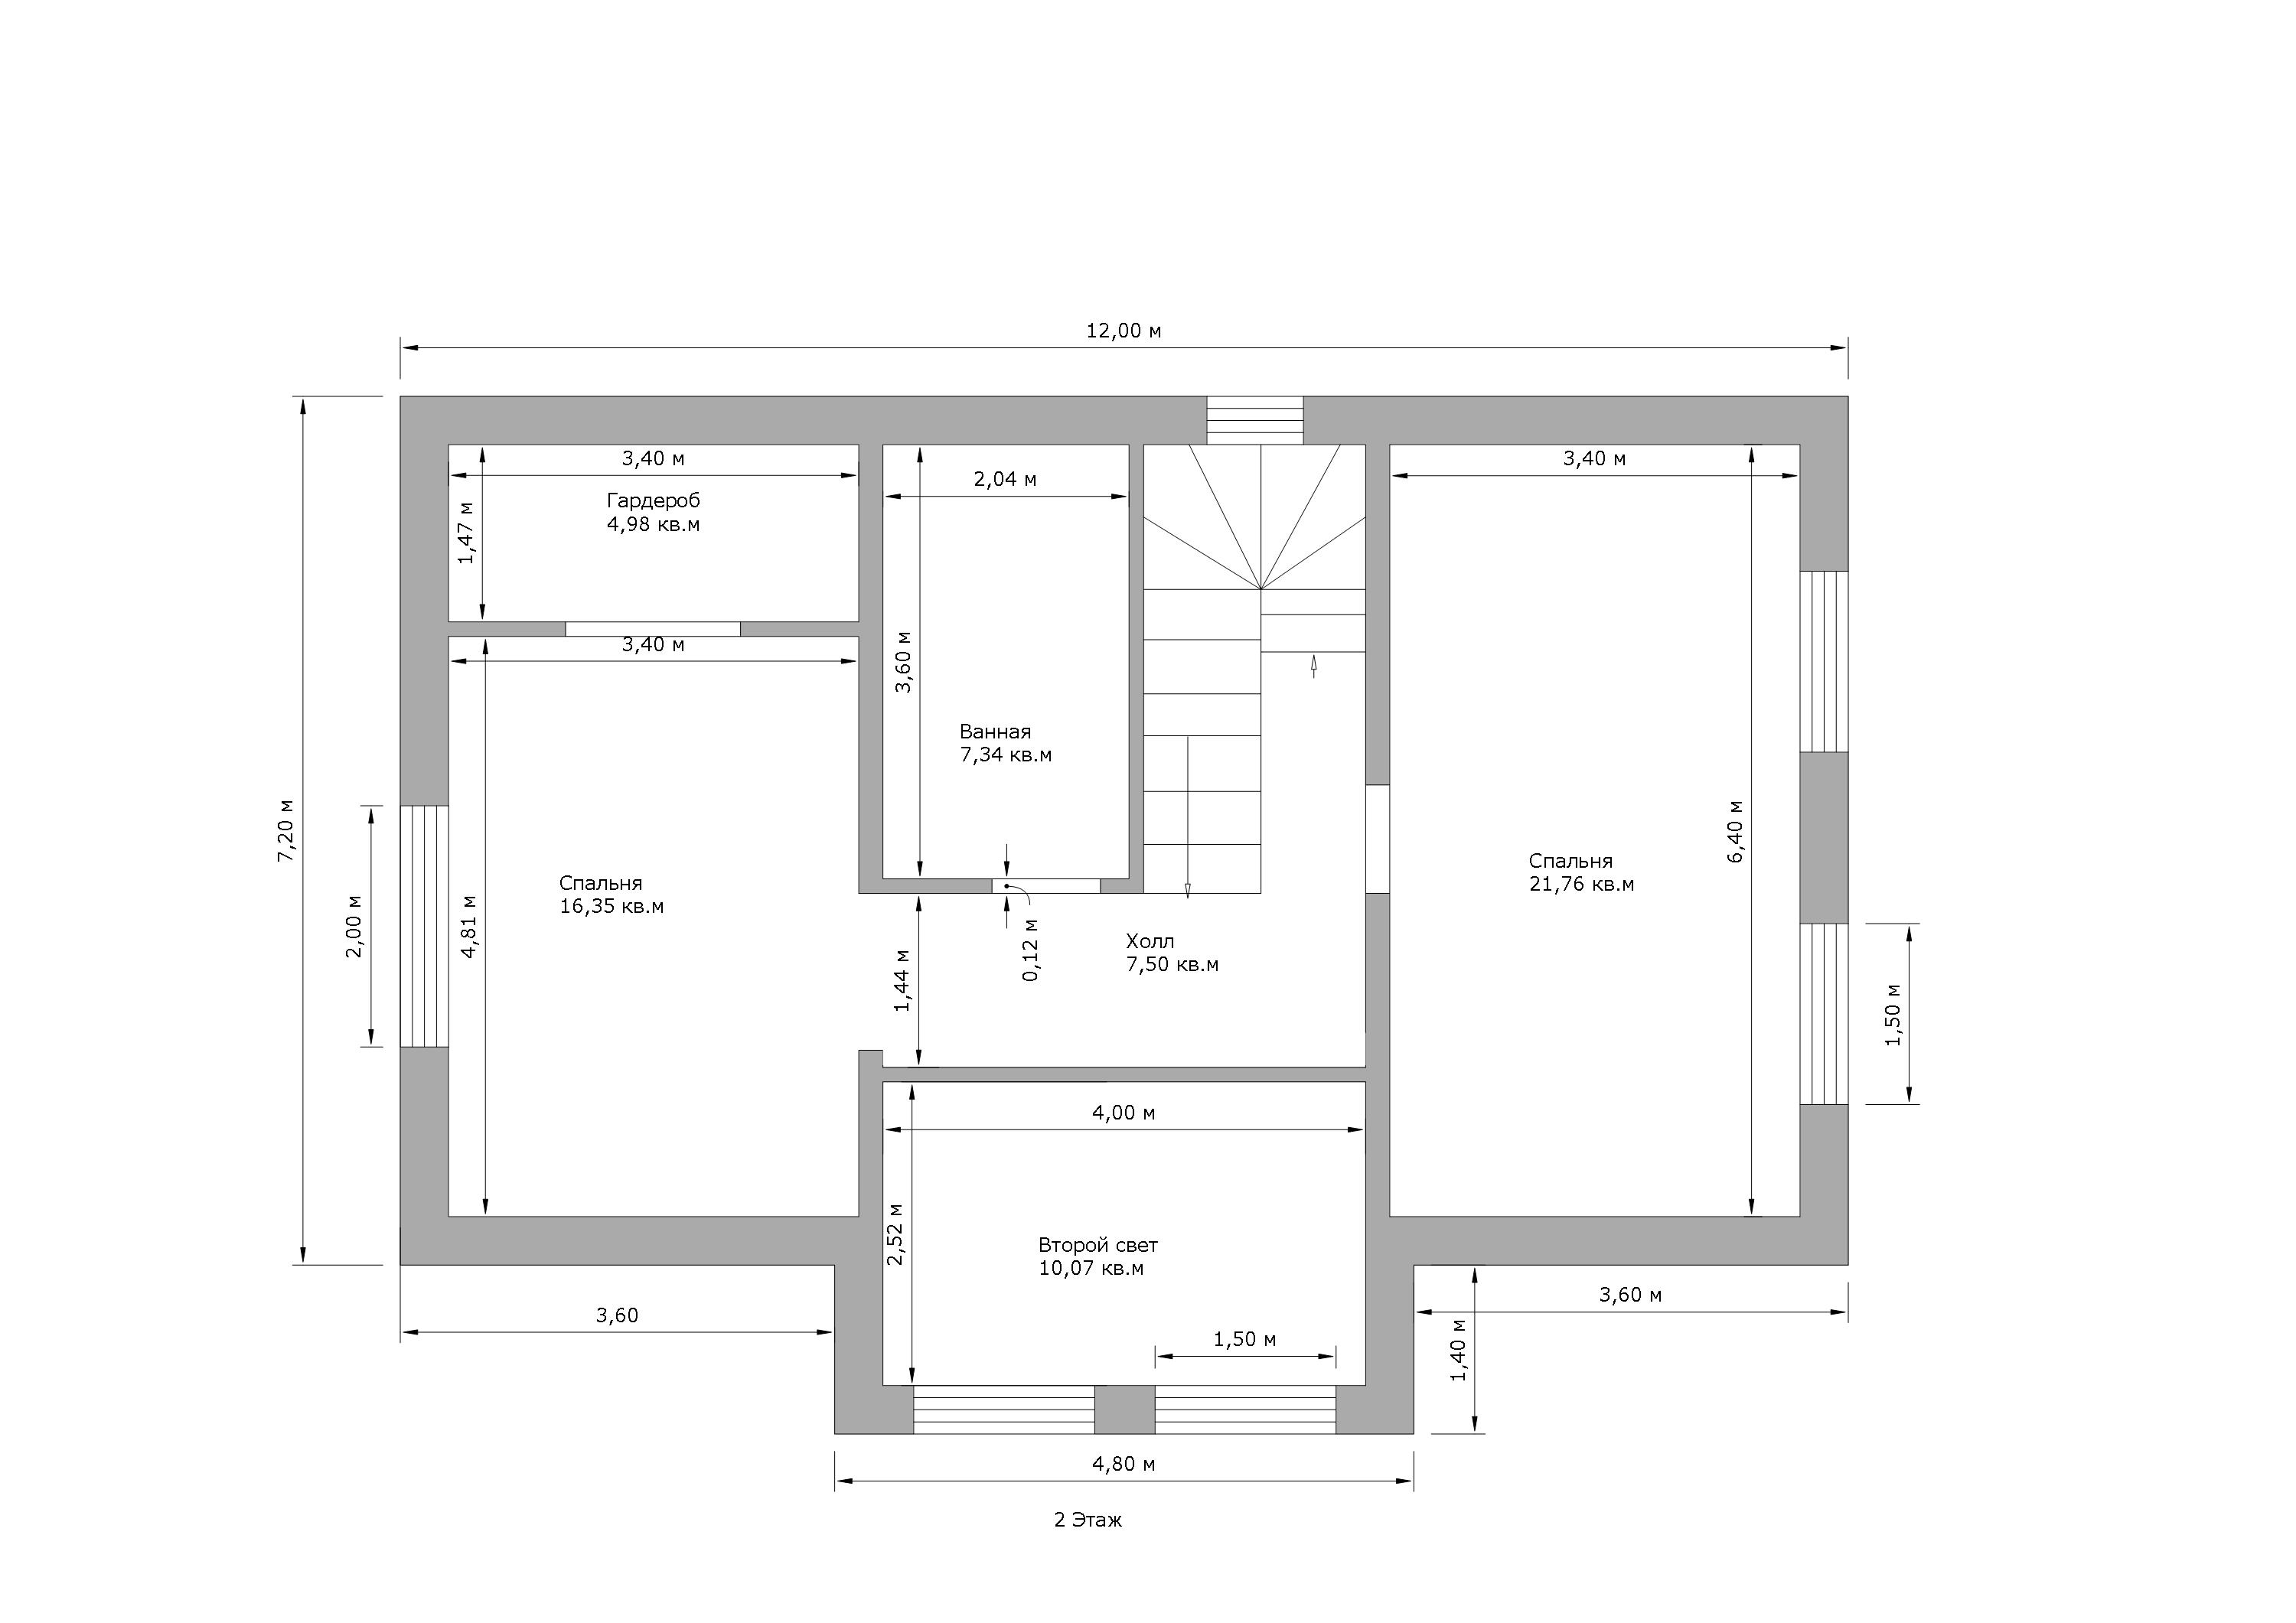 12,00 м
3,40 м
Гардероб
4,98 кв.м
1,47 м
2,04 м
3,40 м
3,40 м
3,60 м
Ванная
7,34 кв.м
7,20 м
6,40 м
Спальня
21,76 кв.м
Спальня
16,35 кв.м
2,00 м
4,81 м
0,12 м
Холл
7,50 кв.м
1,44 м
1,50 м
4,00 м
2,52 м
Второй свет
10,07 кв.м
3,60
3,60 м
1,50 м
1,40 м
4,80 м
2 Этаж